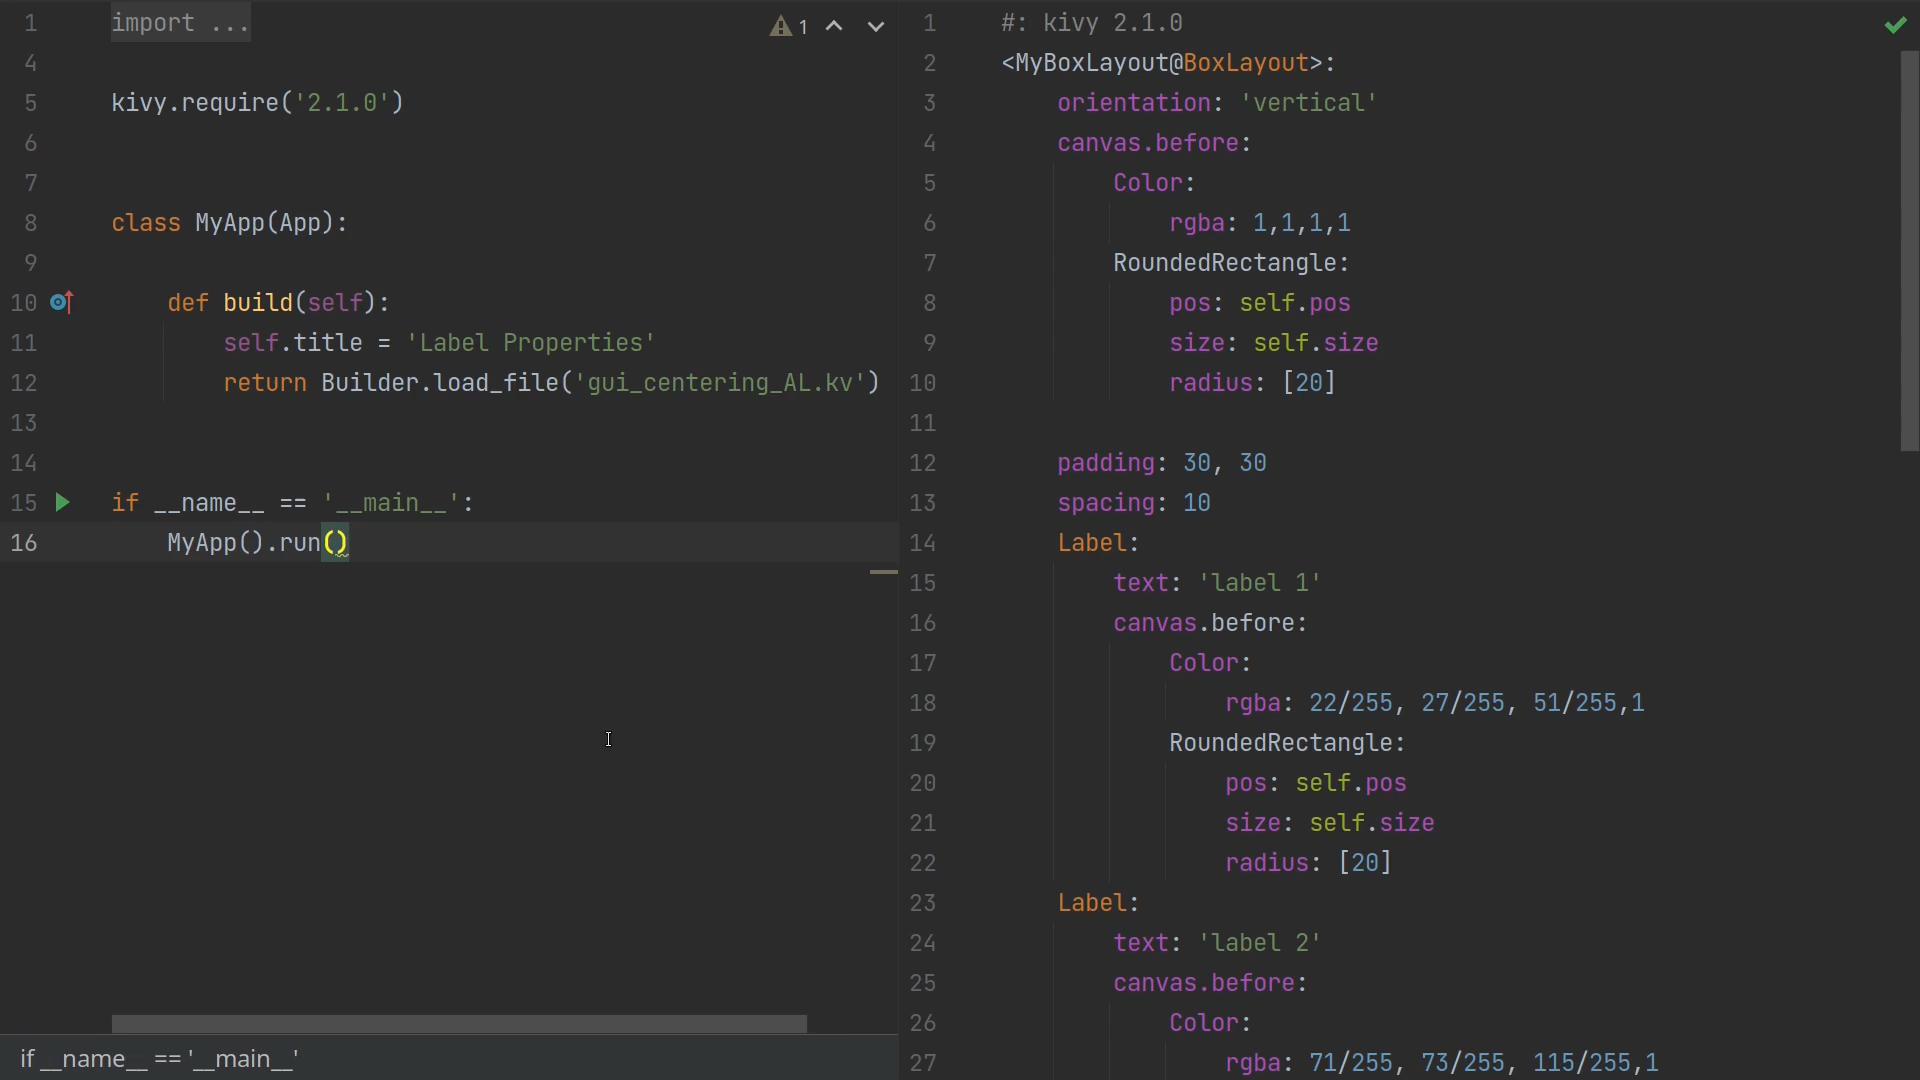 1 import ...
4
5 kivy.require('2.1.0')
6
7
8 class MyApp(App):
9
10 def build(self):
11 self.title = 'Label Properties'
12 return Builder.load_file('gui_centering_AL.kv')
13
14
15 if __name__ == '__main__':
16 MyApp().run()
1
if __name__ == '__main__'
1 #: kivy 2.1.0
2 <MyBoxLayout@BoxLayout>:
3 orientation: 'vertical'
4 canvas.before:
5 Color:
6 rgba: 1,1,1,1
7 RoundedRectangle:
8 pos: self.pos
9 size: self.size
10 radius: [20]
11
12 padding: 30, 30
13 spacing: 10
14 Label:
15 text: 'label 1'
16 canvas.before:
17 Color:
18 rgba: 22/255, 27/255, 51/255,1
19 RoundedRectangle:
20 pos: self.pos
21 size: self.size
22 radius: [20]
23 Label:
24 text: 'label 2'
25 canvas.before:
26 Color:
27 rgba: 71/255, 73/255, 115/255,1